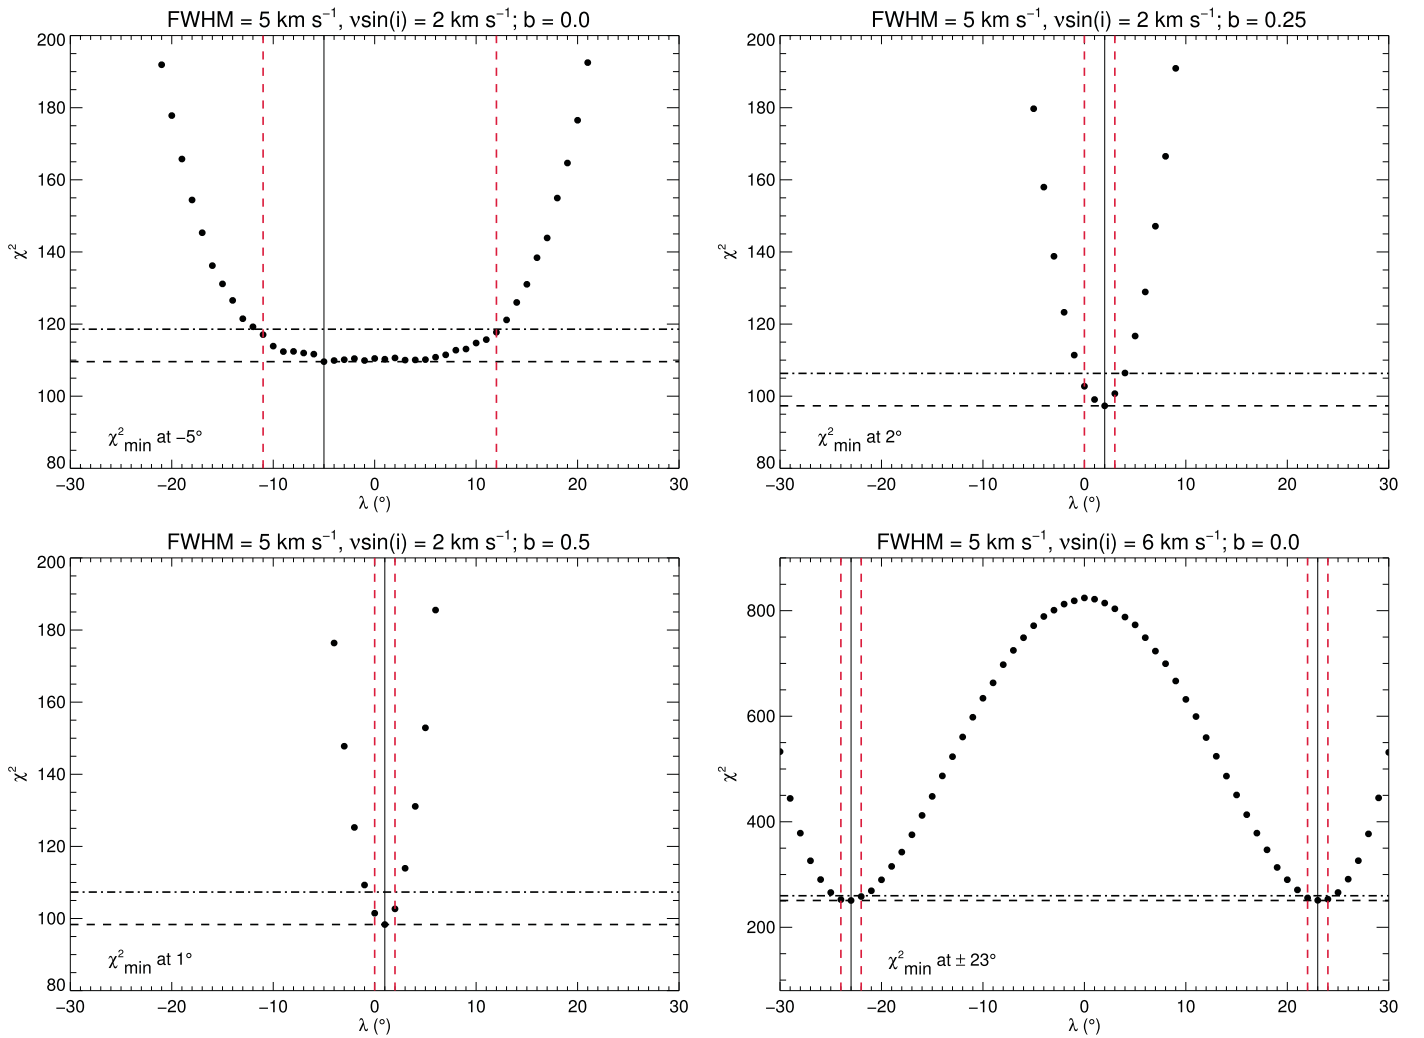 FWHM = 5 km s⁻¹, νsin(i) = 2 km s⁻¹; b = 0.0
200
180
160
140
120
100
80
χ²
χ²min at −5°
−30 −20 −10 0 10 20 30
λ (°)
FWHM = 5 km s⁻¹, νsin(i) = 2 km s⁻¹; b = 0.25
200
180
160
140
120
100
80
χ²
χ²min at 2°
−30 −20 −10 0 10 20 30
λ (°)
FWHM = 5 km s⁻¹, νsin(i) = 2 km s⁻¹; b = 0.5
200
180
160
140
120
100
80
χ²
χ²min at 1°
−30 −20 −10 0 10 20 30
λ (°)
FWHM = 5 km s⁻¹, νsin(i) = 6 km s⁻¹; b = 0.0
800
600
400
200
χ²
χ²min at ± 23°
−30 −20 −10 0 10 20 30
λ (°)